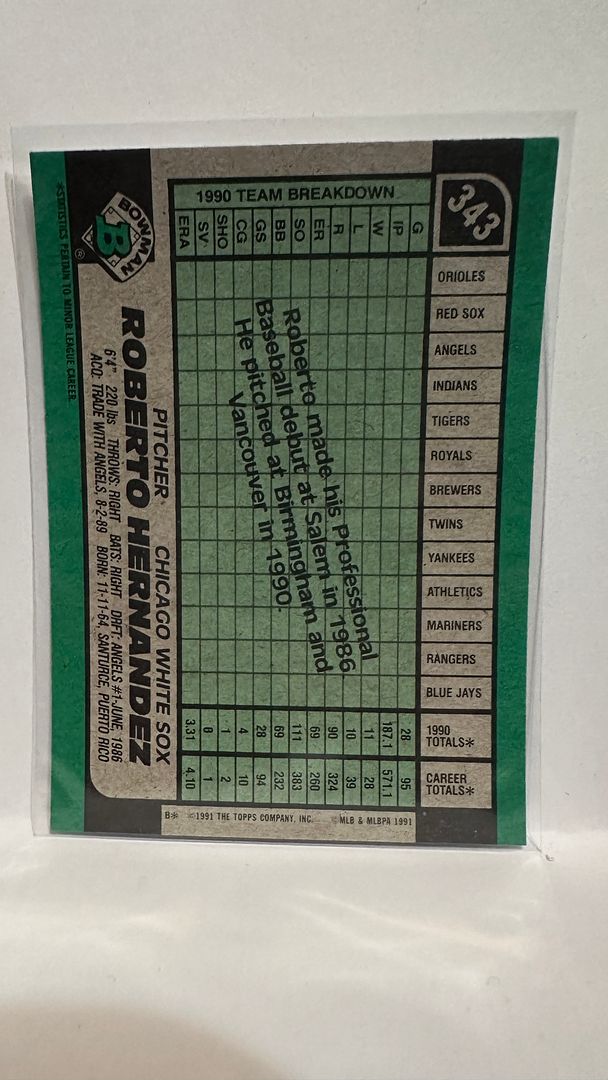 343
1990 TEAM BREAKDOWN
G IP W L R ER SO BB GS CG SHO SV ERA
ORIOLES
RED SOX
ANGELS
INDIANS
TIGERS
ROYALS
BREWERS
TWINS
YANKEES
ATHLETICS
MARINERS
RANGERS
BLUE JAYS
1990 TOTALS* 28 187.1 11 10 90 69 111 69 28 4 1 0 3.31
CAREER TOTALS* 95 571.1 28 39 324 260 383 232 94 10 2 1 4.10
Roberto made his professional
Baseball debut at Salem in 1986
He pitched at Birmingham and
Vancouver in 1990.
B* ©1991 THE TOPPS COMPANY, INC. ©MLB & MLBPA 1991
BOWMAN
B
®
PITCHER CHICAGO WHITE SOX
ROBERTO HERNANDEZ
6'4" 220 lbs THROWS: RIGHT BATS: RIGHT DRFT: ANGELS #1-JUNE, 1986
ACQ: TRADE WITH ANGELS, 8-2-89 BORN: 11-11-64, SANTURCE, PUERTO RICO
*STATISTICS PERTAIN TO MINOR LEAGUE CAREER.